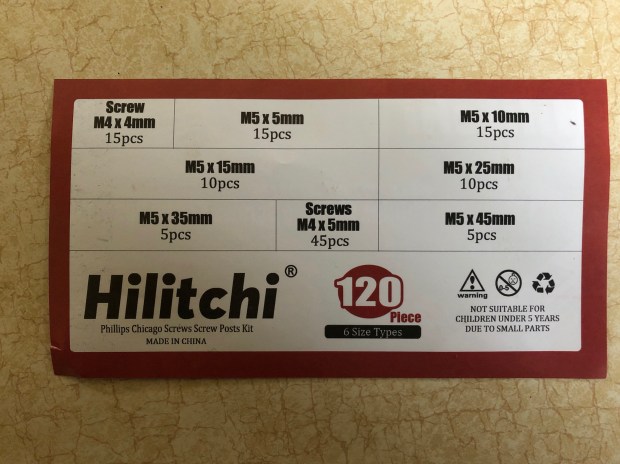 Screw
M4 x 4mm
15pcs
M5 x 5mm
15pcs
M5 x 10mm
15pcs
M5 x 15mm
10pcs
M5 x 25mm
10pcs
M5 x 35mm
5pcs
Screws
M4 x 5mm
45pcs
M5 x 45mm
5pcs
Hilitchi®
Phillips Chicago Screws Screw Posts Kit
MADE IN CHINA
120
Piece
6 Size Types
warning
0-5
NOT SUITABLE FOR
CHILDREN UNDER 5 YEARS
DUE TO SMALL PARTS